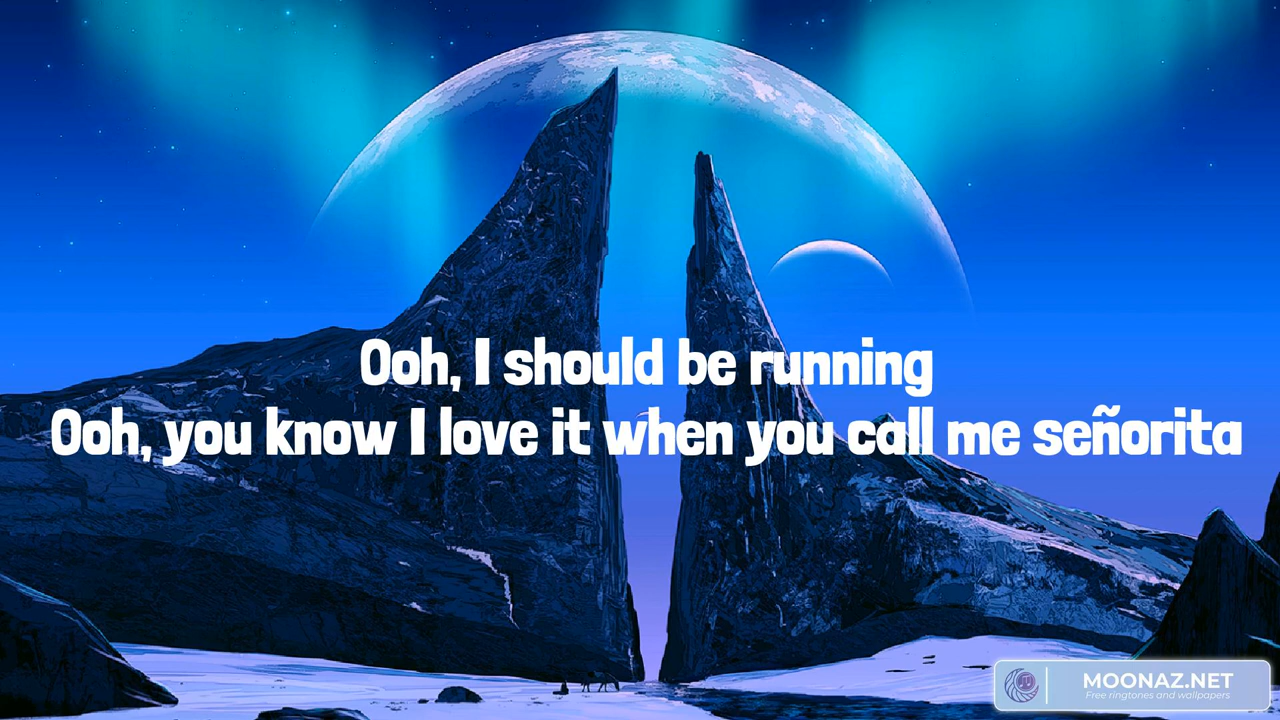 Ooh, I should be running
Ooh, you know I love it when you call me señorita
MOONAZ.NET
Free ringtones and wallpapers